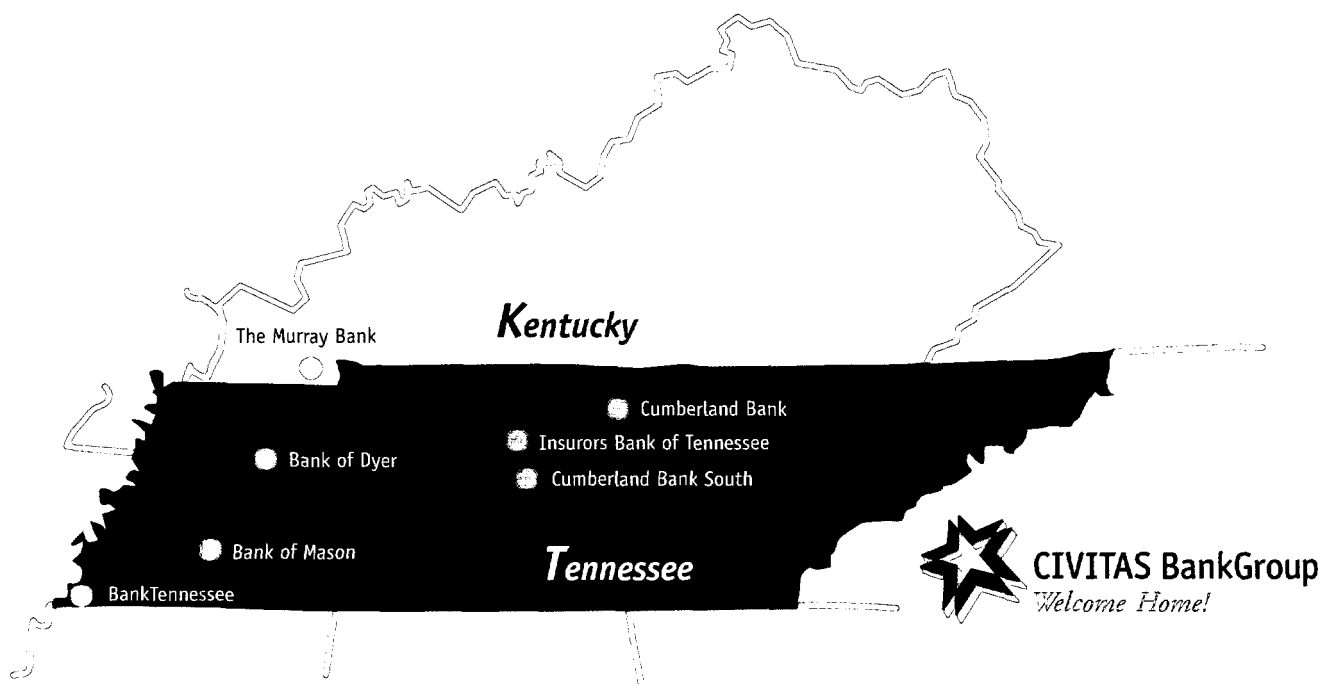 Kentucky
The Murray Bank
Cumberland Bank
Insurors Bank of Tennessee
Bank of Dyer
Cumberland Bank South
Bank of Mason
Tennessee
BankTennessee
CIVITAS BankGroup
Welcome Home!